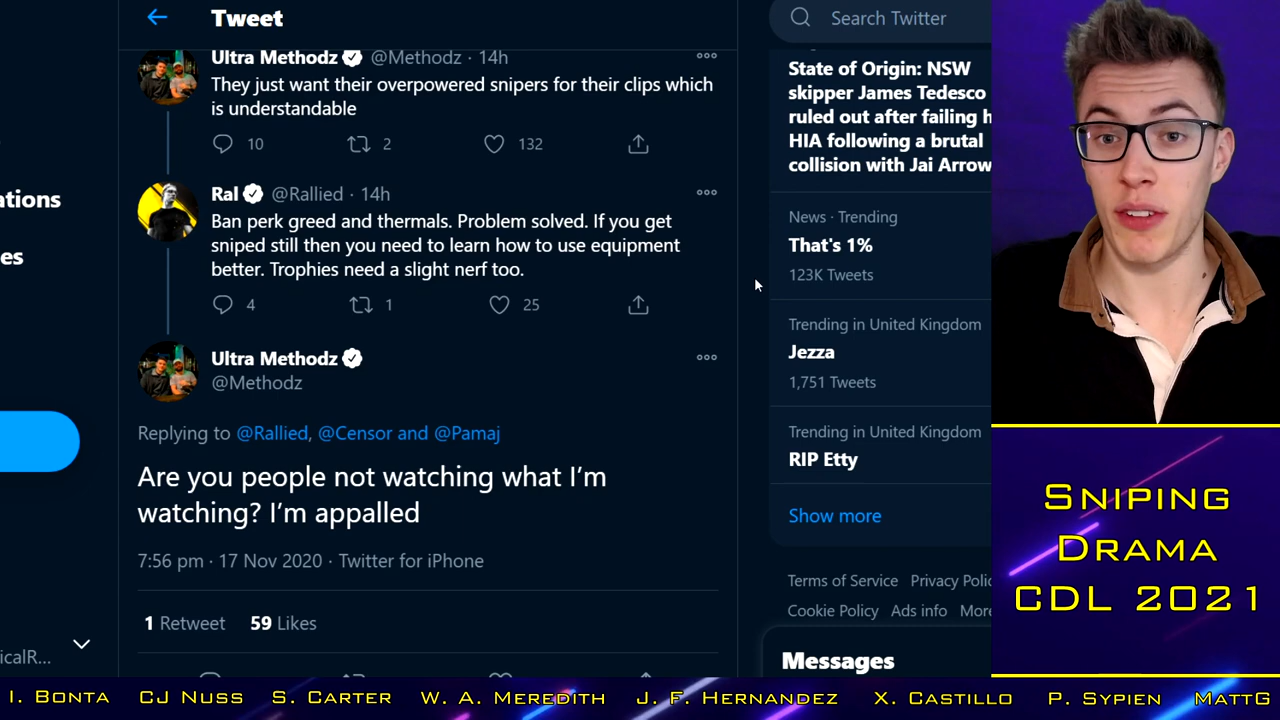 Tweet
Search Twitter
Ultra Methodz @Methodz · 14h
They just want their overpowered snipers for their clips which
is understandable
10 2 132
Ral @Rallied · 14h
Ban perk greed and thermals. Problem solved. If you get
sniped still then you need to learn how to use equipment
better. Trophies need a slight nerf too.
4 1 25
Ultra Methodz
@Methodz
Replying to @Rallied, @Censor and @Pamaj
Are you people not watching what I'm
watching? I'm appalled
7:56 pm · 17 Nov 2020 · Twitter for iPhone
1 Retweet 59 Likes
ations
es
icalR...
State of Origin: NSW
skipper James Tedesco
ruled out after failing h
HIA following a brutal
collision with Jai Arrow
News · Trending
That's 1%
123K Tweets
Trending in United Kingdom
Jezza
1,751 Tweets
Trending in United Kingdom
RIP Etty
Show more
Terms of Service Privacy Polic
Cookie Policy Ads info More
Messages
Sniping
Drama
CDL 2021
I. Bonta CJ Nuss S. Carter W. A. Meredith J. F. Hernandez X. Castillo P. Sypien MattG